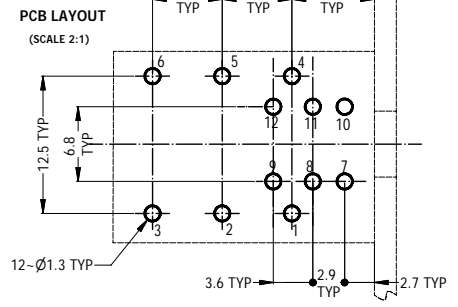 TYP TYP TYP
PCB LAYOUT
(SCALE 2:1)
6 5 4
12 11 10
12.5 TYP
6.8
TYP
9 8 7
3 2 1
12~Ø1.3 TYP
3.6 TYP
2.9
TYP
2.7 TYP